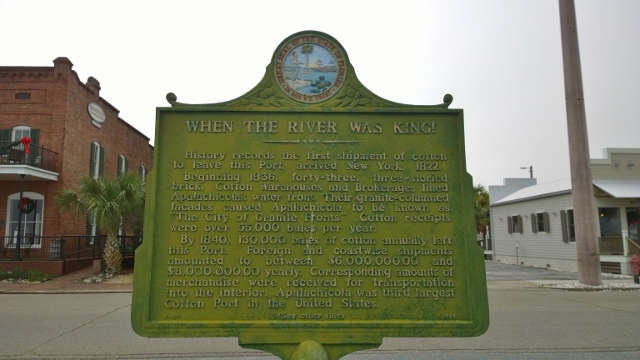 WHEN THE RIVER WAS KING!
History records the first shipment of cotton
to leave this Port, arrived New York, 1822.
Beginning 1836, forty-three, three-storied
brick, Cotton Warehouses and Brokerages lined
Apalachicola's water front. Their granite-columned
facades caused Apalachicola to be known as
"The City of Granite Fronts". Cotton receipts
were over 55,000 bales per year.
By 1840, 130,000 bales of cotton annually left
this Port. Foreign and coastwise shipments
amounted to between $6,000,000.00 and
$8,000,000.00 yearly. Corresponding amounts of
merchandise were received for transportation
into the interior. Apalachicola was third largest
Cotton Port in the United States.
(See other side)